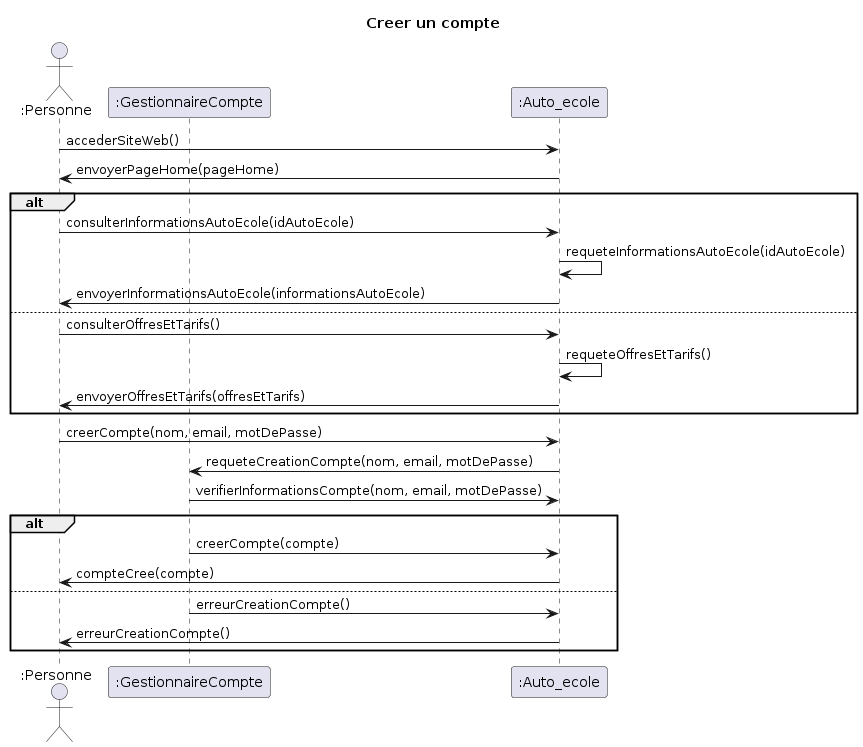 Creer un compte
:Personne
:GestionnaireCompte
:Auto_ecole
accederSiteWeb()
envoyerPageHome(pageHome)
alt
consulterInformationsAutoEcole(idAutoEcole)
requeteInformationsAutoEcole(idAutoEcole)
envoyerInformationsAutoEcole(informationsAutoEcole)
consulterOffresEtTarifs()
requeteOffresEtTarifs()
envoyerOffresEtTarifs(offresEtTarifs)
creerCompte(nom, email, motDePasse)
requeteCreationCompte(nom, email, motDePasse)
verifierInformationsCompte(nom, email, motDePasse)
alt
creerCompte(compte)
compteCree(compte)
erreurCreationCompte()
erreurCreationCompte()
:Personne
:GestionnaireCompte
:Auto_ecole